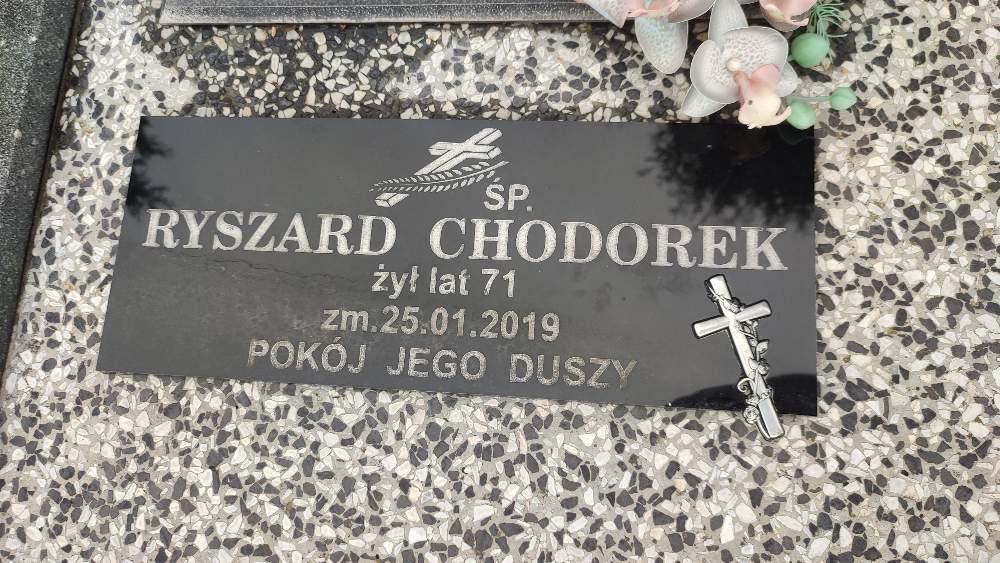 ŚP.
RYSZARD CHODOREK
żył lat 71
zm.25.01.2019
POKÓJ JEGO DUSZY